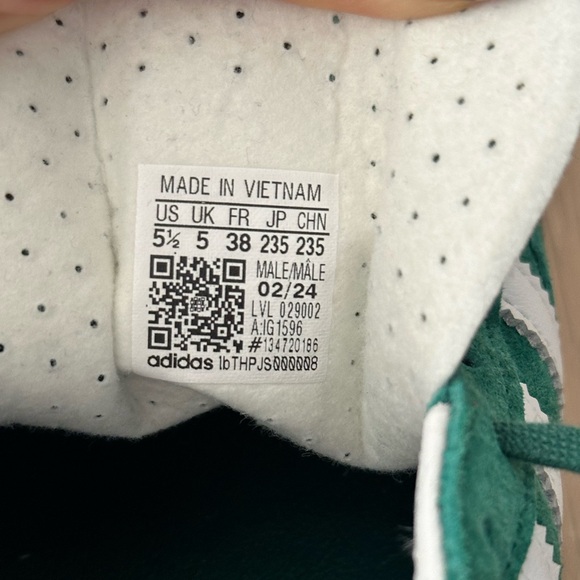 MADE IN VIETNAM
US UK FR JP CHN
5½ 5 38 235 235
MALE/MÂLE
02/24
LVL 029002
A:IG1596
#134720186
adidas 1bTHPJS000008